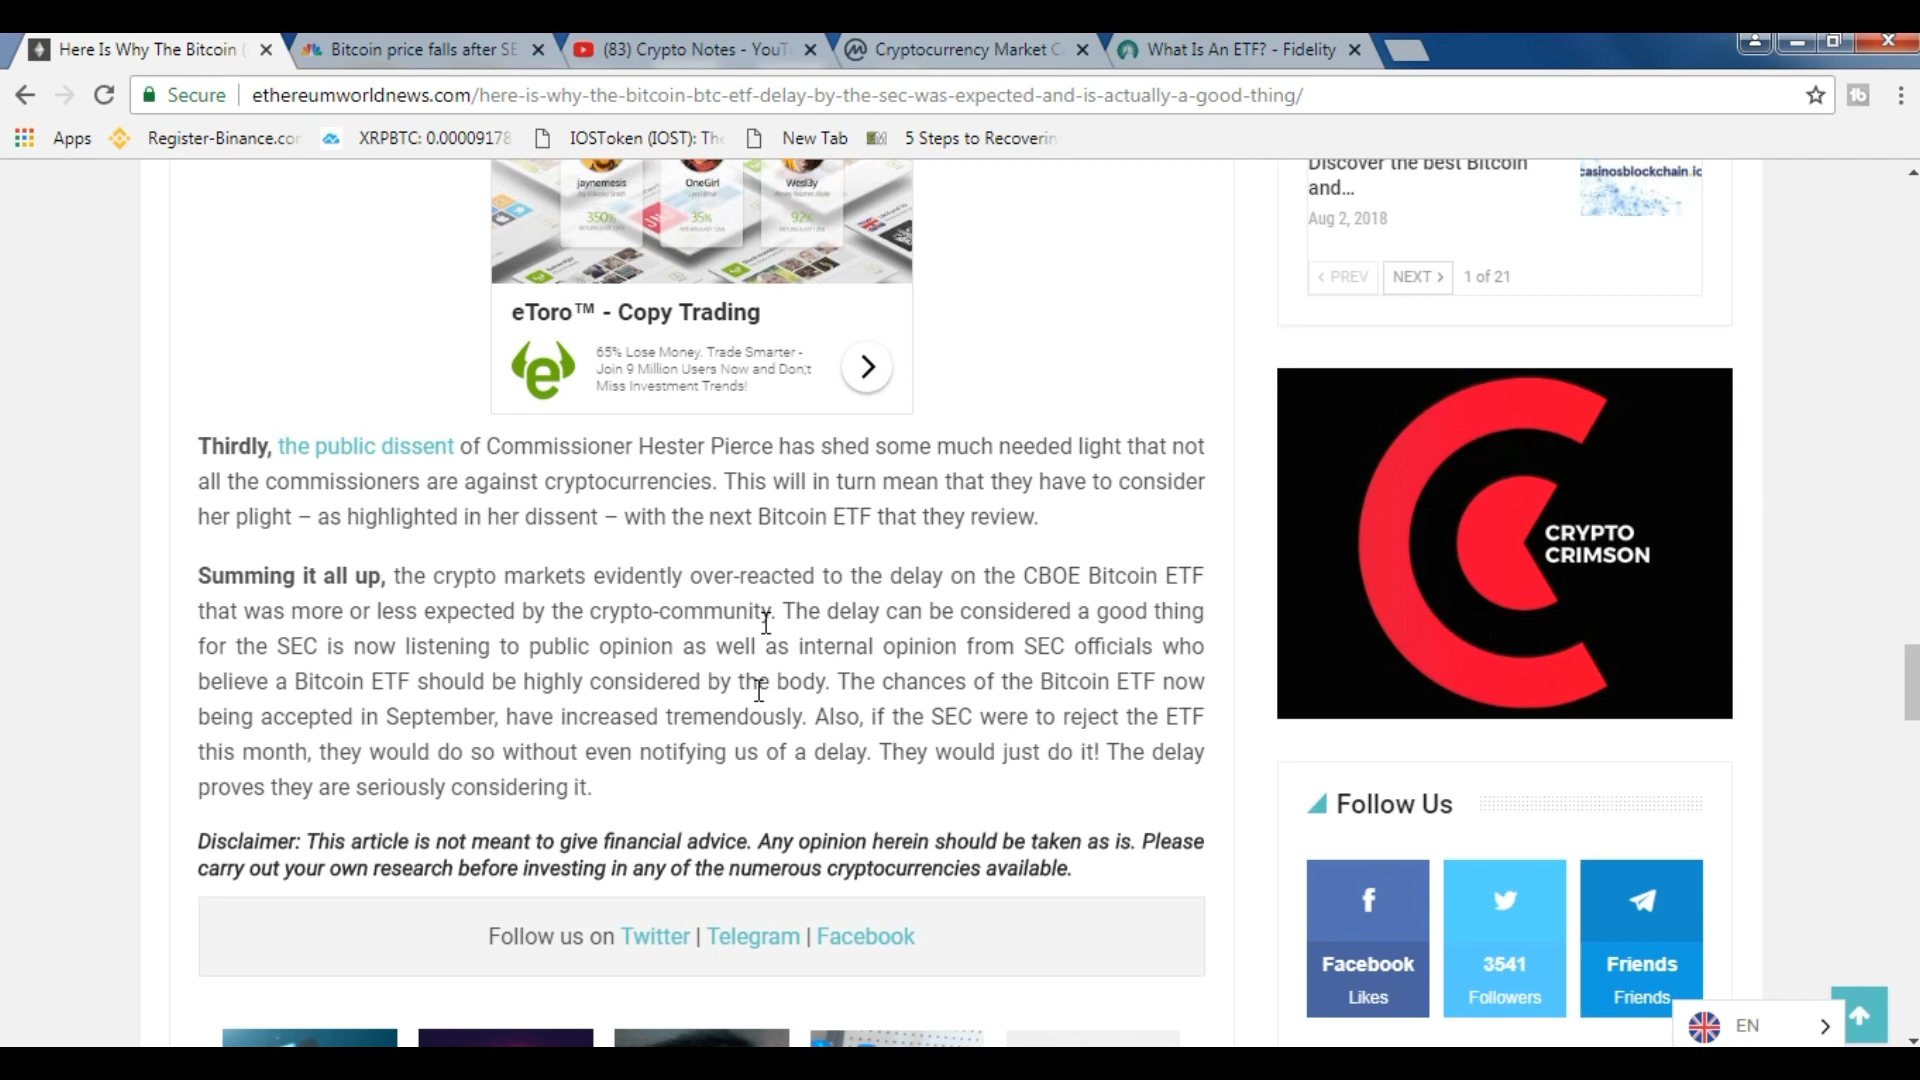 Here Is Why The Bitcoin (
Bitcoin price falls after SE
(83) Crypto Notes - YouT
Cryptocurrency Market C
What Is An ETF? - Fidelity
Secure
ethereumworldnews.com/here-is-why-the-bitcoin-btc-etf-delay-by-the-sec-was-expected-and-is-actually-a-good-thing/
Apps
Register-Binance.co
XRPBTC: 0.00009178
IOSToken (IOST): The
New Tab
5 Steps to Recoverin
jaynemesis
OneGirl
Wesl3y
350%
35%
92%
eToro™ - Copy Trading
65% Lose Money. Trade Smarter -
Join 9 Million Users Now and Don;t
Miss Investment Trends!
Thirdly, the public dissent of Commissioner Hester Pierce has shed some much needed light that not
all the commissioners are against cryptocurrencies. This will in turn mean that they have to consider
her plight – as highlighted in her dissent – with the next Bitcoin ETF that they review.
Summing it all up, the crypto markets evidently over-reacted to the delay on the CBOE Bitcoin ETF
that was more or less expected by the crypto-community. The delay can be considered a good thing
for the SEC is now listening to public opinion as well as internal opinion from SEC officials who
believe a Bitcoin ETF should be highly considered by the body. The chances of the Bitcoin ETF now
being accepted in September, have increased tremendously. Also, if the SEC were to reject the ETF
this month, they would do so without even notifying us of a delay. They would just do it! The delay
proves they are seriously considering it.
Disclaimer: This article is not meant to give financial advice. Any opinion herein should be taken as is. Please
carry out your own research before investing in any of the numerous cryptocurrencies available.
Follow us on Twitter | Telegram | Facebook
Discover the best Bitcoin
and...
Aug 2, 2018
casinosblockchain.io
PREV
NEXT
1 of 21
CRYPTO
CRIMSON
Follow Us
Facebook
Likes
3541
Followers
Friends
Friends
EN